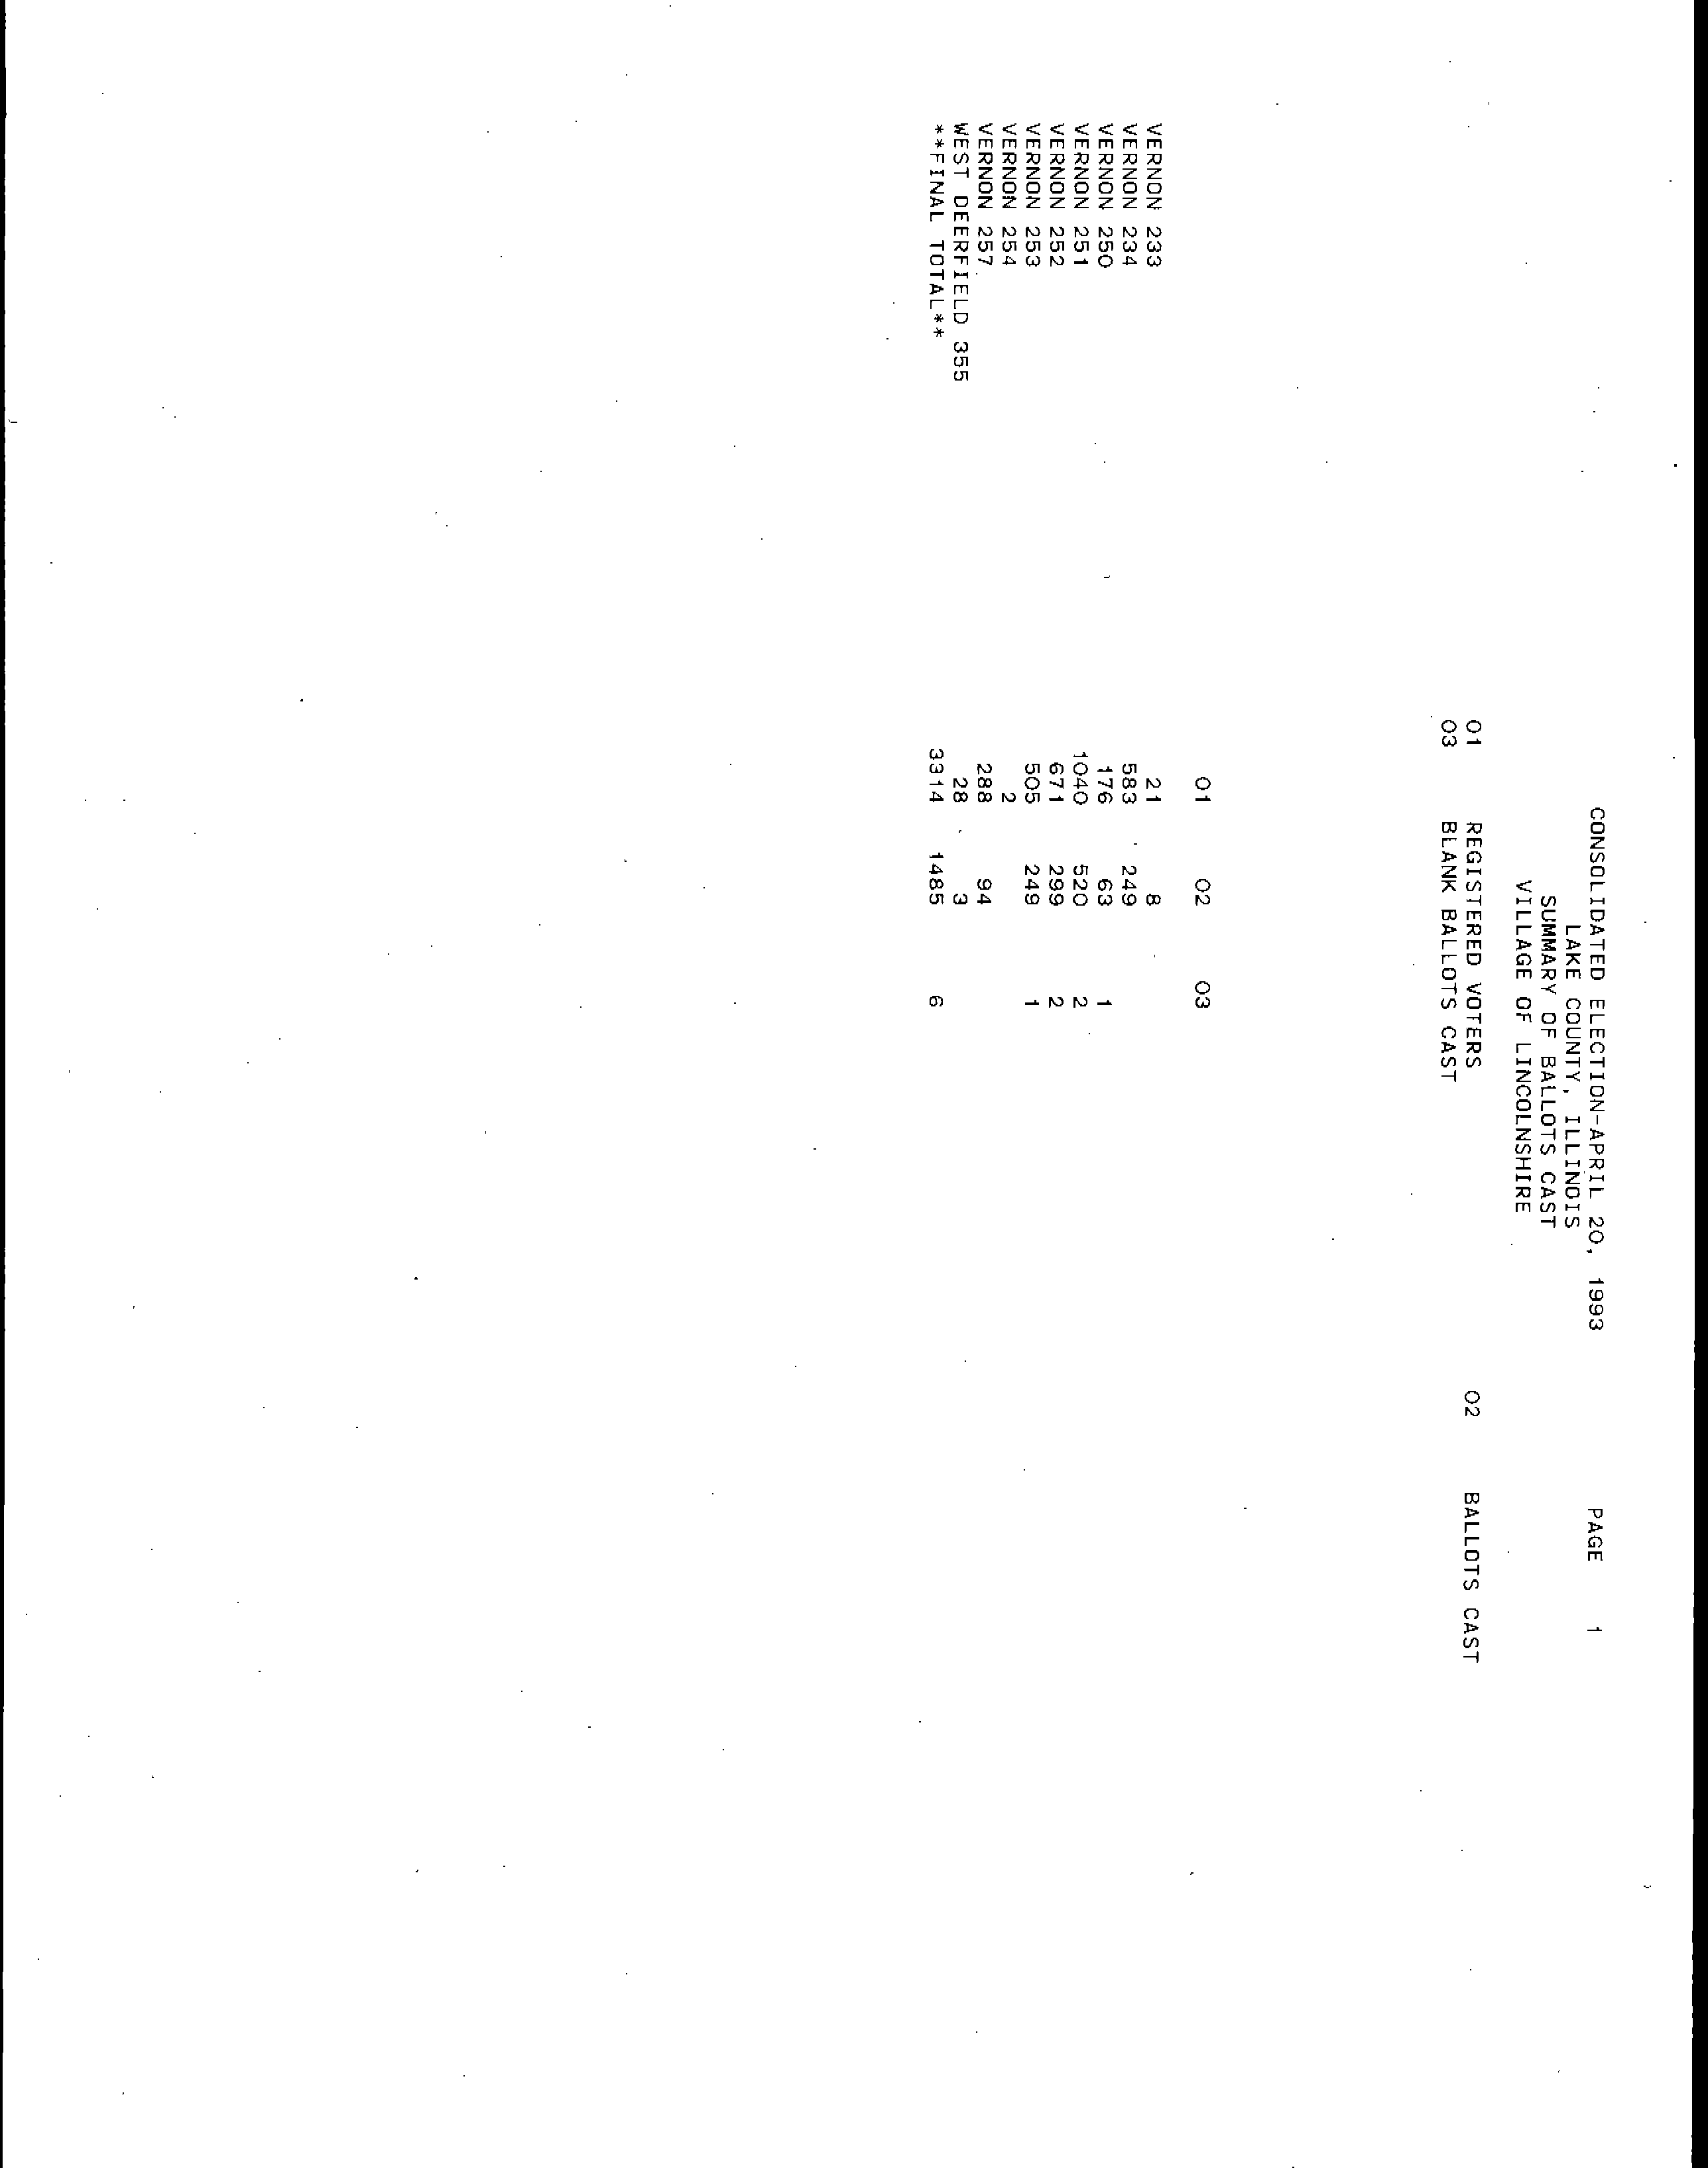 CONSOLIDATED ELECTION-APRIL 20, 1993 PAGE 1
LAKE COUNTY, ILLINOIS
SUMMARY OF BALLOTS CAST
VILLAGE OF LINCOLNSHIRE
01 REGISTERED VOTERS 02 BALLOTS CAST
03 BLANK BALLOTS CAST
01 02 03
VERNON 233 21 8
VERNON 234 583 249
VERNON 250 176 63 1
VERNON 251 1040 520 2
VERNON 252 671 299 2
VERNON 253 505 249 1
VERNON 254 2
VERNON 257 288 94
WEST DEERFIELD 355 28 3
**FINAL TOTAL** 3314 1485 6